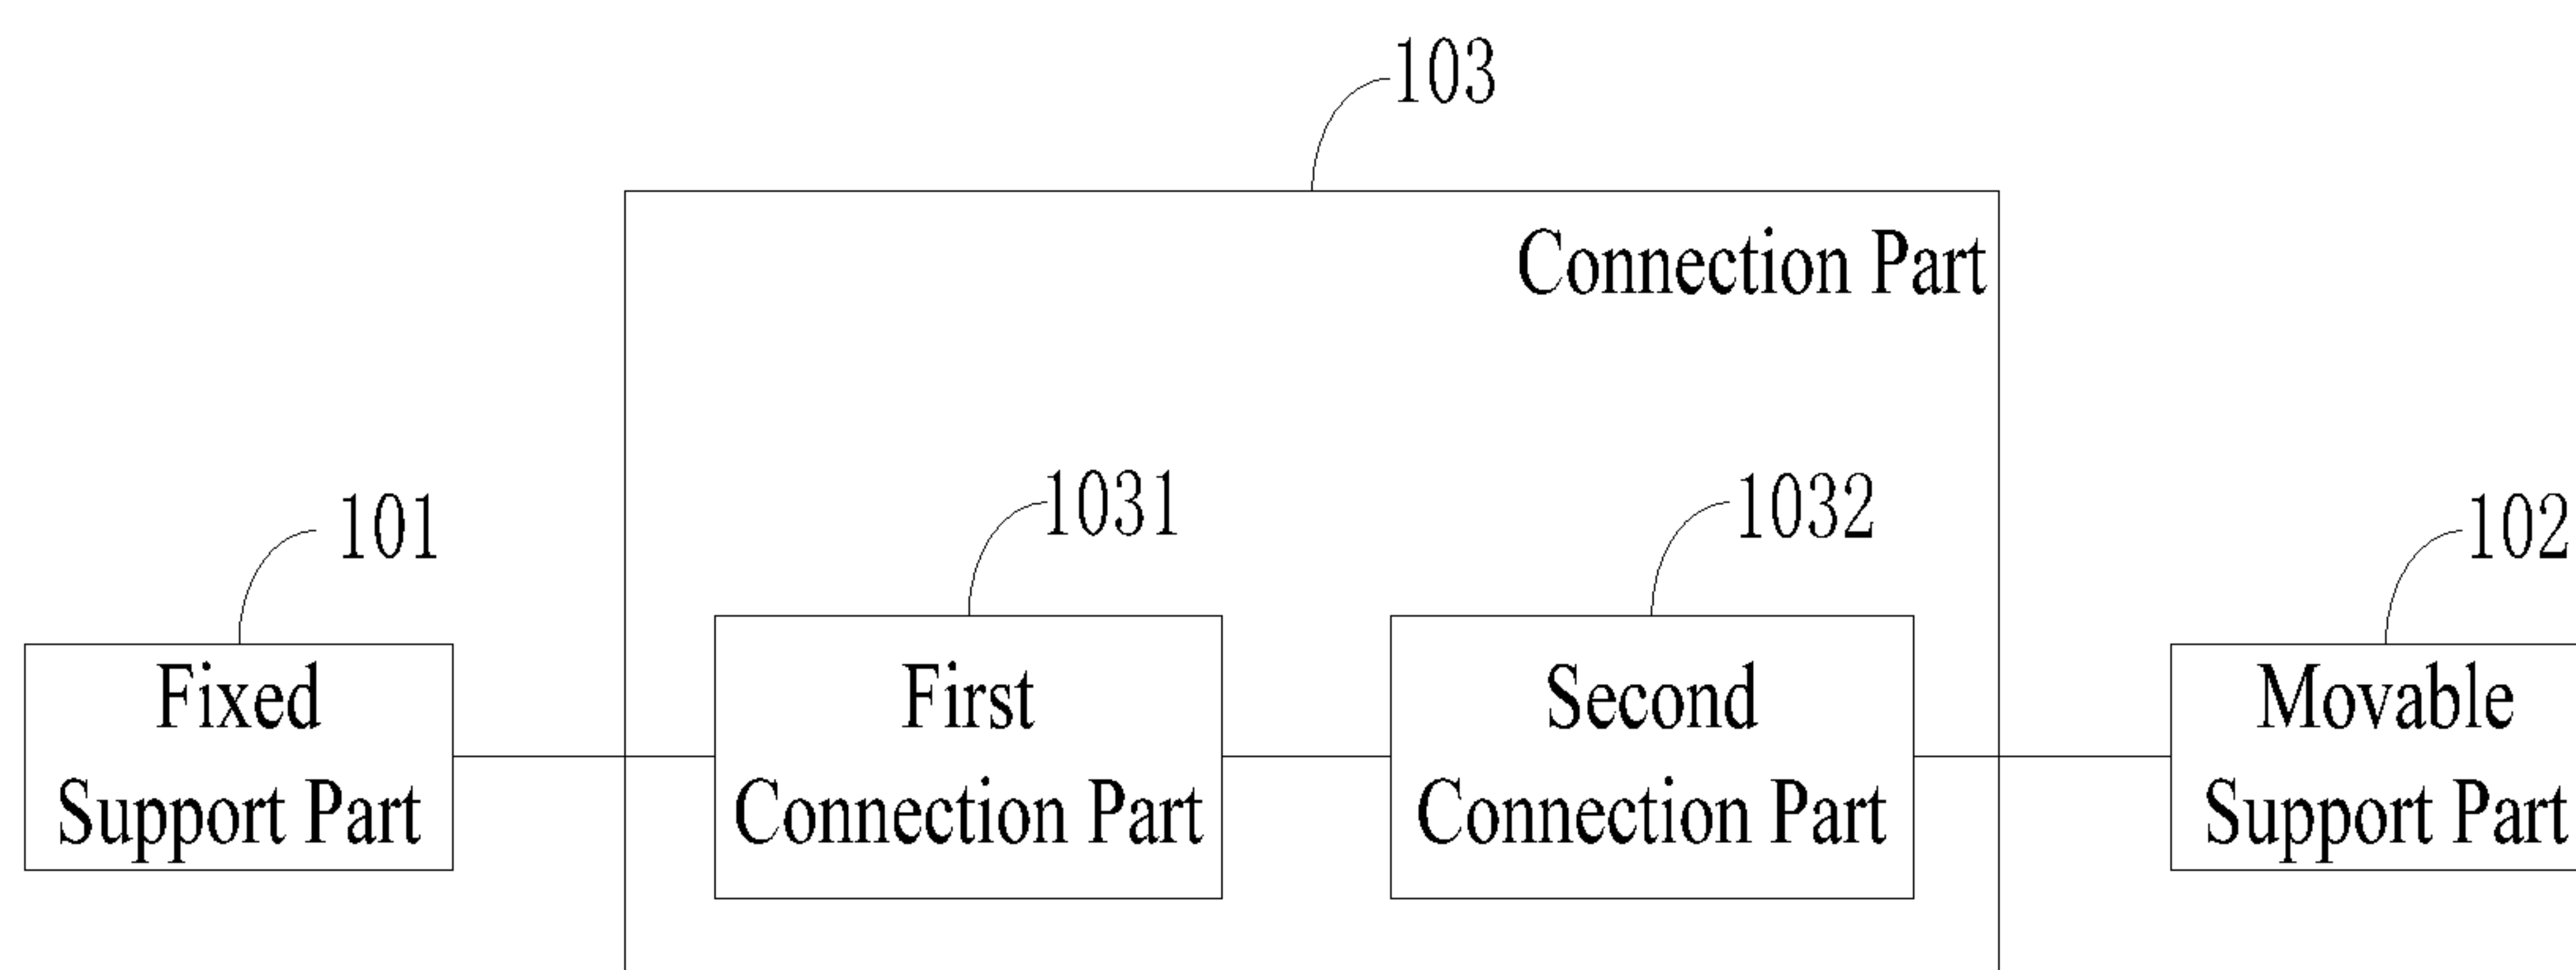 103
Connection Part
1031
1032
101
102
Fixed
Support Part
First
Connection Part
Second
Connection Part
Movable
Support Part